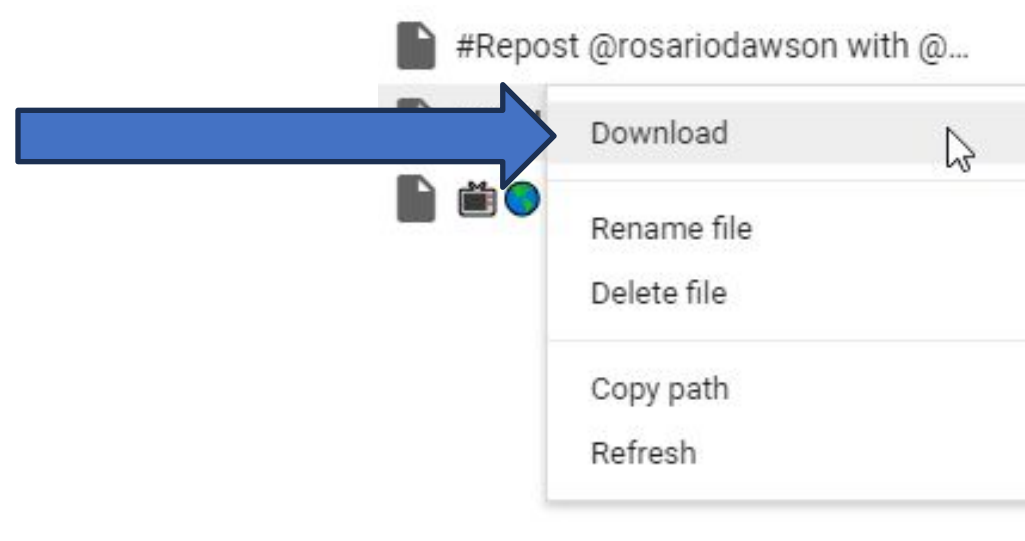 #Repost @rosariodawson with @...
Download
📺🌎
Rename file
Delete file
Copy path
Refresh